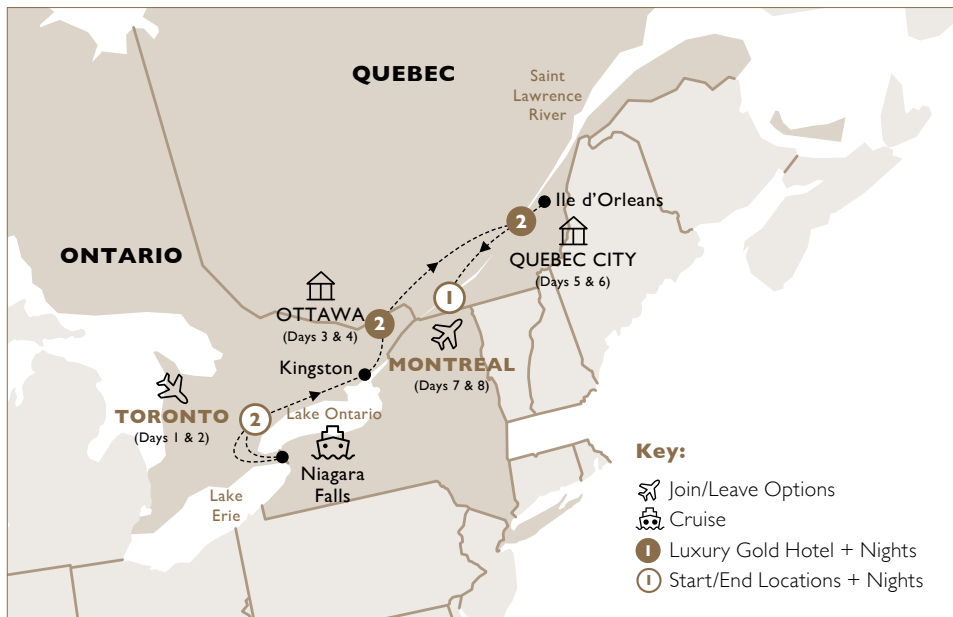 QUEBEC
Saint
Lawrence
River
Ile d'Orleans
2
ONTARIO
QUEBEC CITY
(Days 5 & 6)
1
OTTAWA
(Days 3 & 4)
2
MONTREAL
(Days 7 & 8)
Kingston
TORONTO
(Days 1 & 2)
2
Lake Ontario
Niagara
Falls
Lake
Erie
Key:
Join/Leave Options
Cruise
1 Luxury Gold Hotel + Nights
1 Start/End Locations + Nights